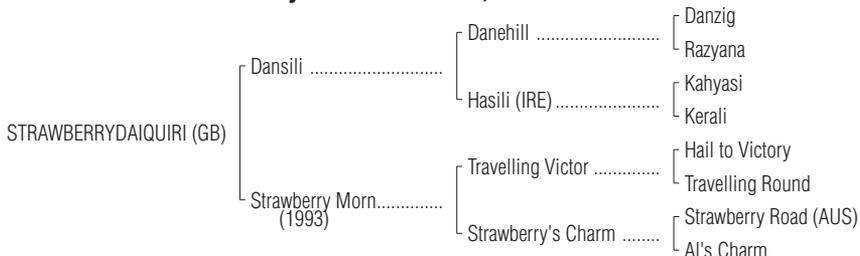 Danzig
Danehill
Razyana
Dansili
Kahyasi
Hasili (IRE)
Kerali
STRAWBERRYDAIQUIRI (GB)
Hail to Victory
Travelling Victor
Travelling Round
Strawberry Morn
(1993)
Strawberry Road (AUS)
Strawberry's Charm
Al's Charm